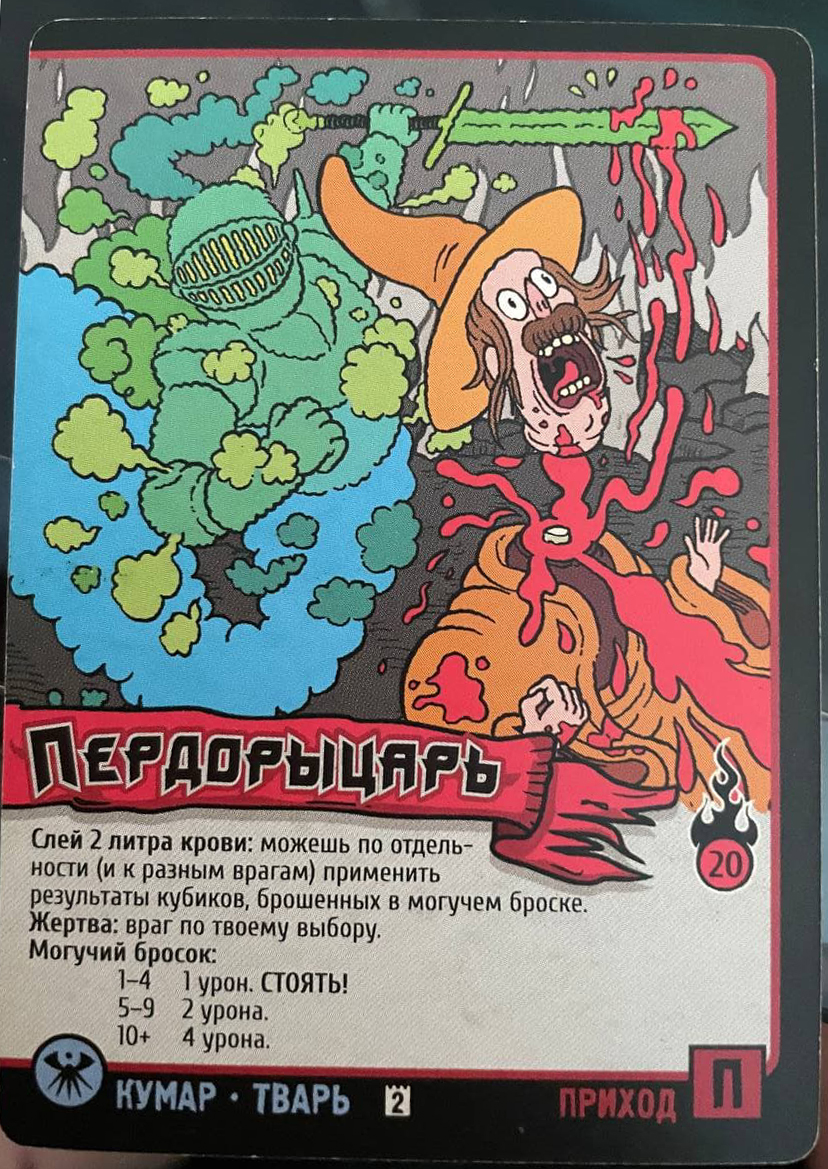 Пердорыцарь
Слей 2 литра крови: можешь по отдель-
ности (и к разным врагам) применить
результаты кубиков, брошенных в могучем броске.
Жертва: враг по твоему выбору.
Могучий бросок:
1–4 1 урон. СТОЯТЬ!
5–9 2 урона.
10+ 4 урона.
20
КУМАР · ТВАРЬ 2 ПРИХОД П